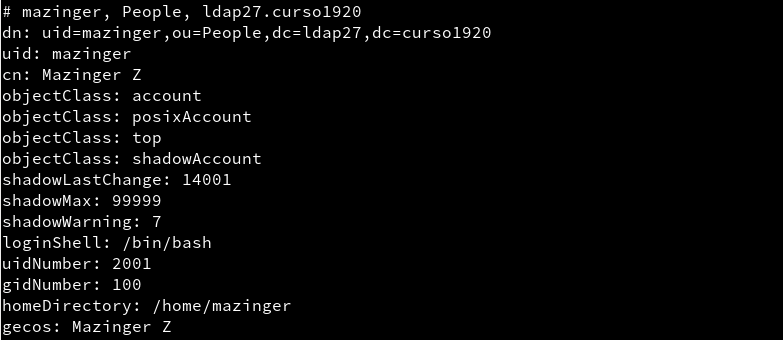 # mazinger, People, ldap27.curso1920
dn: uid=mazinger,ou=People,dc=ldap27,dc=curso1920
uid: mazinger
cn: Mazinger Z
objectClass: account
objectClass: posixAccount
objectClass: top
objectClass: shadowAccount
shadowLastChange: 14001
shadowMax: 99999
shadowWarning: 7
loginShell: /bin/bash
uidNumber: 2001
gidNumber: 100
homeDirectory: /home/mazinger
gecos: Mazinger Z